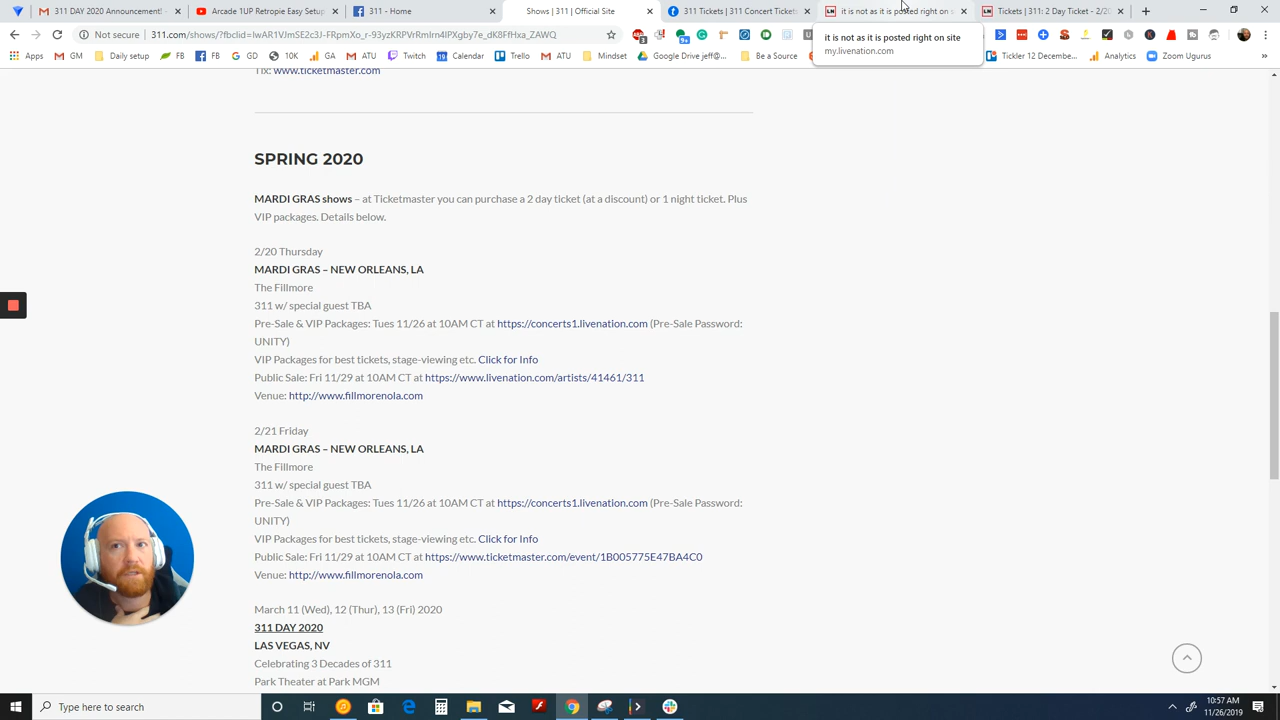 311 DAY 2020 Announcement! -
Arcade 1UP Retropie Easy Setup
311 - Home
Shows | 311 | Official Site
311 Tickets | 311 Concert Tickets
it is not as it is posted right on s
Tickets | 311: 2 Day Ticket - 2/20
Not secure | 311.com/shows/?fbclid=IwAR1VJmSE2c3J-FRpmXo_r-93yzKRPVrRmIrn4IPXgby7e_dK8FfHxa_ZAWQ
it is not as it is posted right on site
my.livenation.com
Apps GM Daily setup FB FB GD 10K GA ATU Twitch Calendar Trello ATU Mindset Google Drive jeff@... Be a Source Tickler 12 Decembe... Analytics Zoom Ugurus
Tix: www.ticketmaster.com
SPRING 2020
MARDI GRAS shows – at Ticketmaster you can purchase a 2 day ticket (at a discount) or 1 night ticket. Plus
VIP packages. Details below.
2/20 Thursday
MARDI GRAS – NEW ORLEANS, LA
The Fillmore
311 w/ special guest TBA
Pre-Sale & VIP Packages: Tues 11/26 at 10AM CT at https://concerts1.livenation.com (Pre-Sale Password:
UNITY)
VIP Packages for best tickets, stage-viewing etc. Click for Info
Public Sale: Fri 11/29 at 10AM CT at https://www.livenation.com/artists/41461/311
Venue: http://www.fillmorenola.com
2/21 Friday
MARDI GRAS – NEW ORLEANS, LA
The Fillmore
311 w/ special guest TBA
Pre-Sale & VIP Packages: Tues 11/26 at 10AM CT at https://concerts1.livenation.com (Pre-Sale Password:
UNITY)
VIP Packages for best tickets, stage-viewing etc. Click for Info
Public Sale: Fri 11/29 at 10AM CT at https://www.ticketmaster.com/event/1B005775E47BA4C0
Venue: http://www.fillmorenola.com
March 11 (Wed), 12 (Thur), 13 (Fri) 2020
311 DAY 2020
LAS VEGAS, NV
Celebrating 3 Decades of 311
Park Theater at Park MGM
Type here to search
10:57 AM
11/26/2019